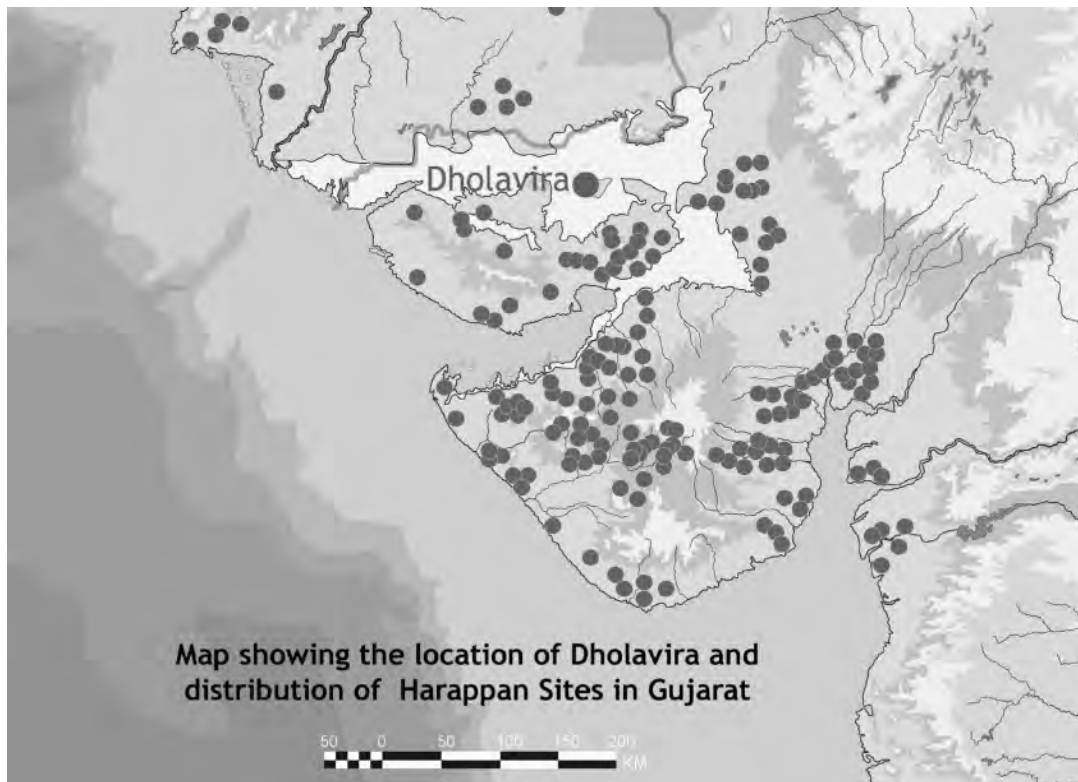 Dholavira
Map showing the location of Dholavira and
distribution of Harappan Sites in Gujarat
50 0 50 100 150 200
KM